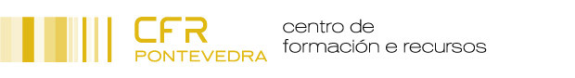 CFR
PONTEVEDRA
centro de
formación e recursos